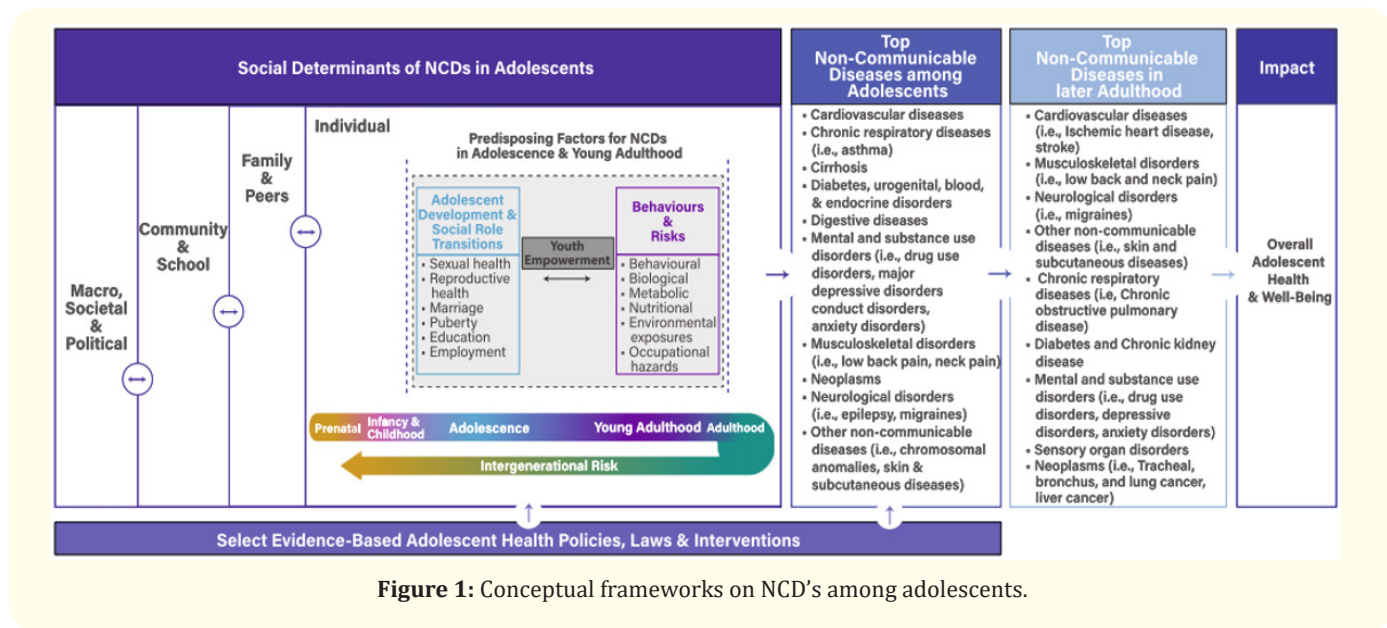 Social Determinants of NCDs in Adolescents
Macro,
Societal
&
Political
Community
&
School
Family
&
Peers
Individual
Predisposing Factors for NCDs
in Adolescence & Young Adulthood
Adolescent
Development &
Social Role
Transitions
• Sexual health
• Reproductive
health
• Marriage
• Puberty
• Education
• Employment
Youth
Empowerment
Behaviours
&
Risks
• Behavioural
• Biological
• Metabolic
• Nutritional
• Environmental
exposures
• Occupational
hazards
Prenatal
Infancy &
Childhood
Adolescence
Young Adulthood
Adulthood
Intergenerational Risk
Top
Non-Communicable
Diseases among
Adolescents
• Cardiovascular diseases
• Chronic respiratory diseases
(i.e., asthma)
• Cirrhosis
• Diabetes, urogenital, blood,
& endocrine disorders
• Digestive diseases
• Mental and substance use
disorders (i.e., drug use
disorders, major
depressive disorders
conduct disorders,
anxiety disorders)
• Musculoskeletal disorders
(i.e., low back pain, neck pain)
• Neoplasms
• Neurological disorders
(i.e., epilepsy, migraines)
• Other non-communicable
diseases (i.e., chromosomal
anomalies, skin &
subcutaneous diseases)
Top
Non-Communicable
Diseases in
later Adulthood
• Cardiovascular diseases
(i.e., Ischemic heart disease,
stroke)
• Musculoskeletal disorders
(i.e., low back and neck pain)
• Neurological disorders
(i.e., migraines)
• Other non-communicable
diseases (i.e., skin and
subcutaneous diseases)
• Chronic respiratory
diseases (i.e, Chronic
obstructive pulmonary
disease)
• Diabetes and Chronic kidney
disease
• Mental and substance use
disorders (i.e., drug use
disorders, depressive
disorders, anxiety disorders)
• Sensory organ disorders
• Neoplasms (i.e., Tracheal,
bronchus, and lung cancer,
liver cancer)
Impact
Overall
Adolescent
Health
& Well-Being
Select Evidence-Based Adolescent Health Policies, Laws & Interventions
Figure 1: Conceptual frameworks on NCD’s among adolescents.